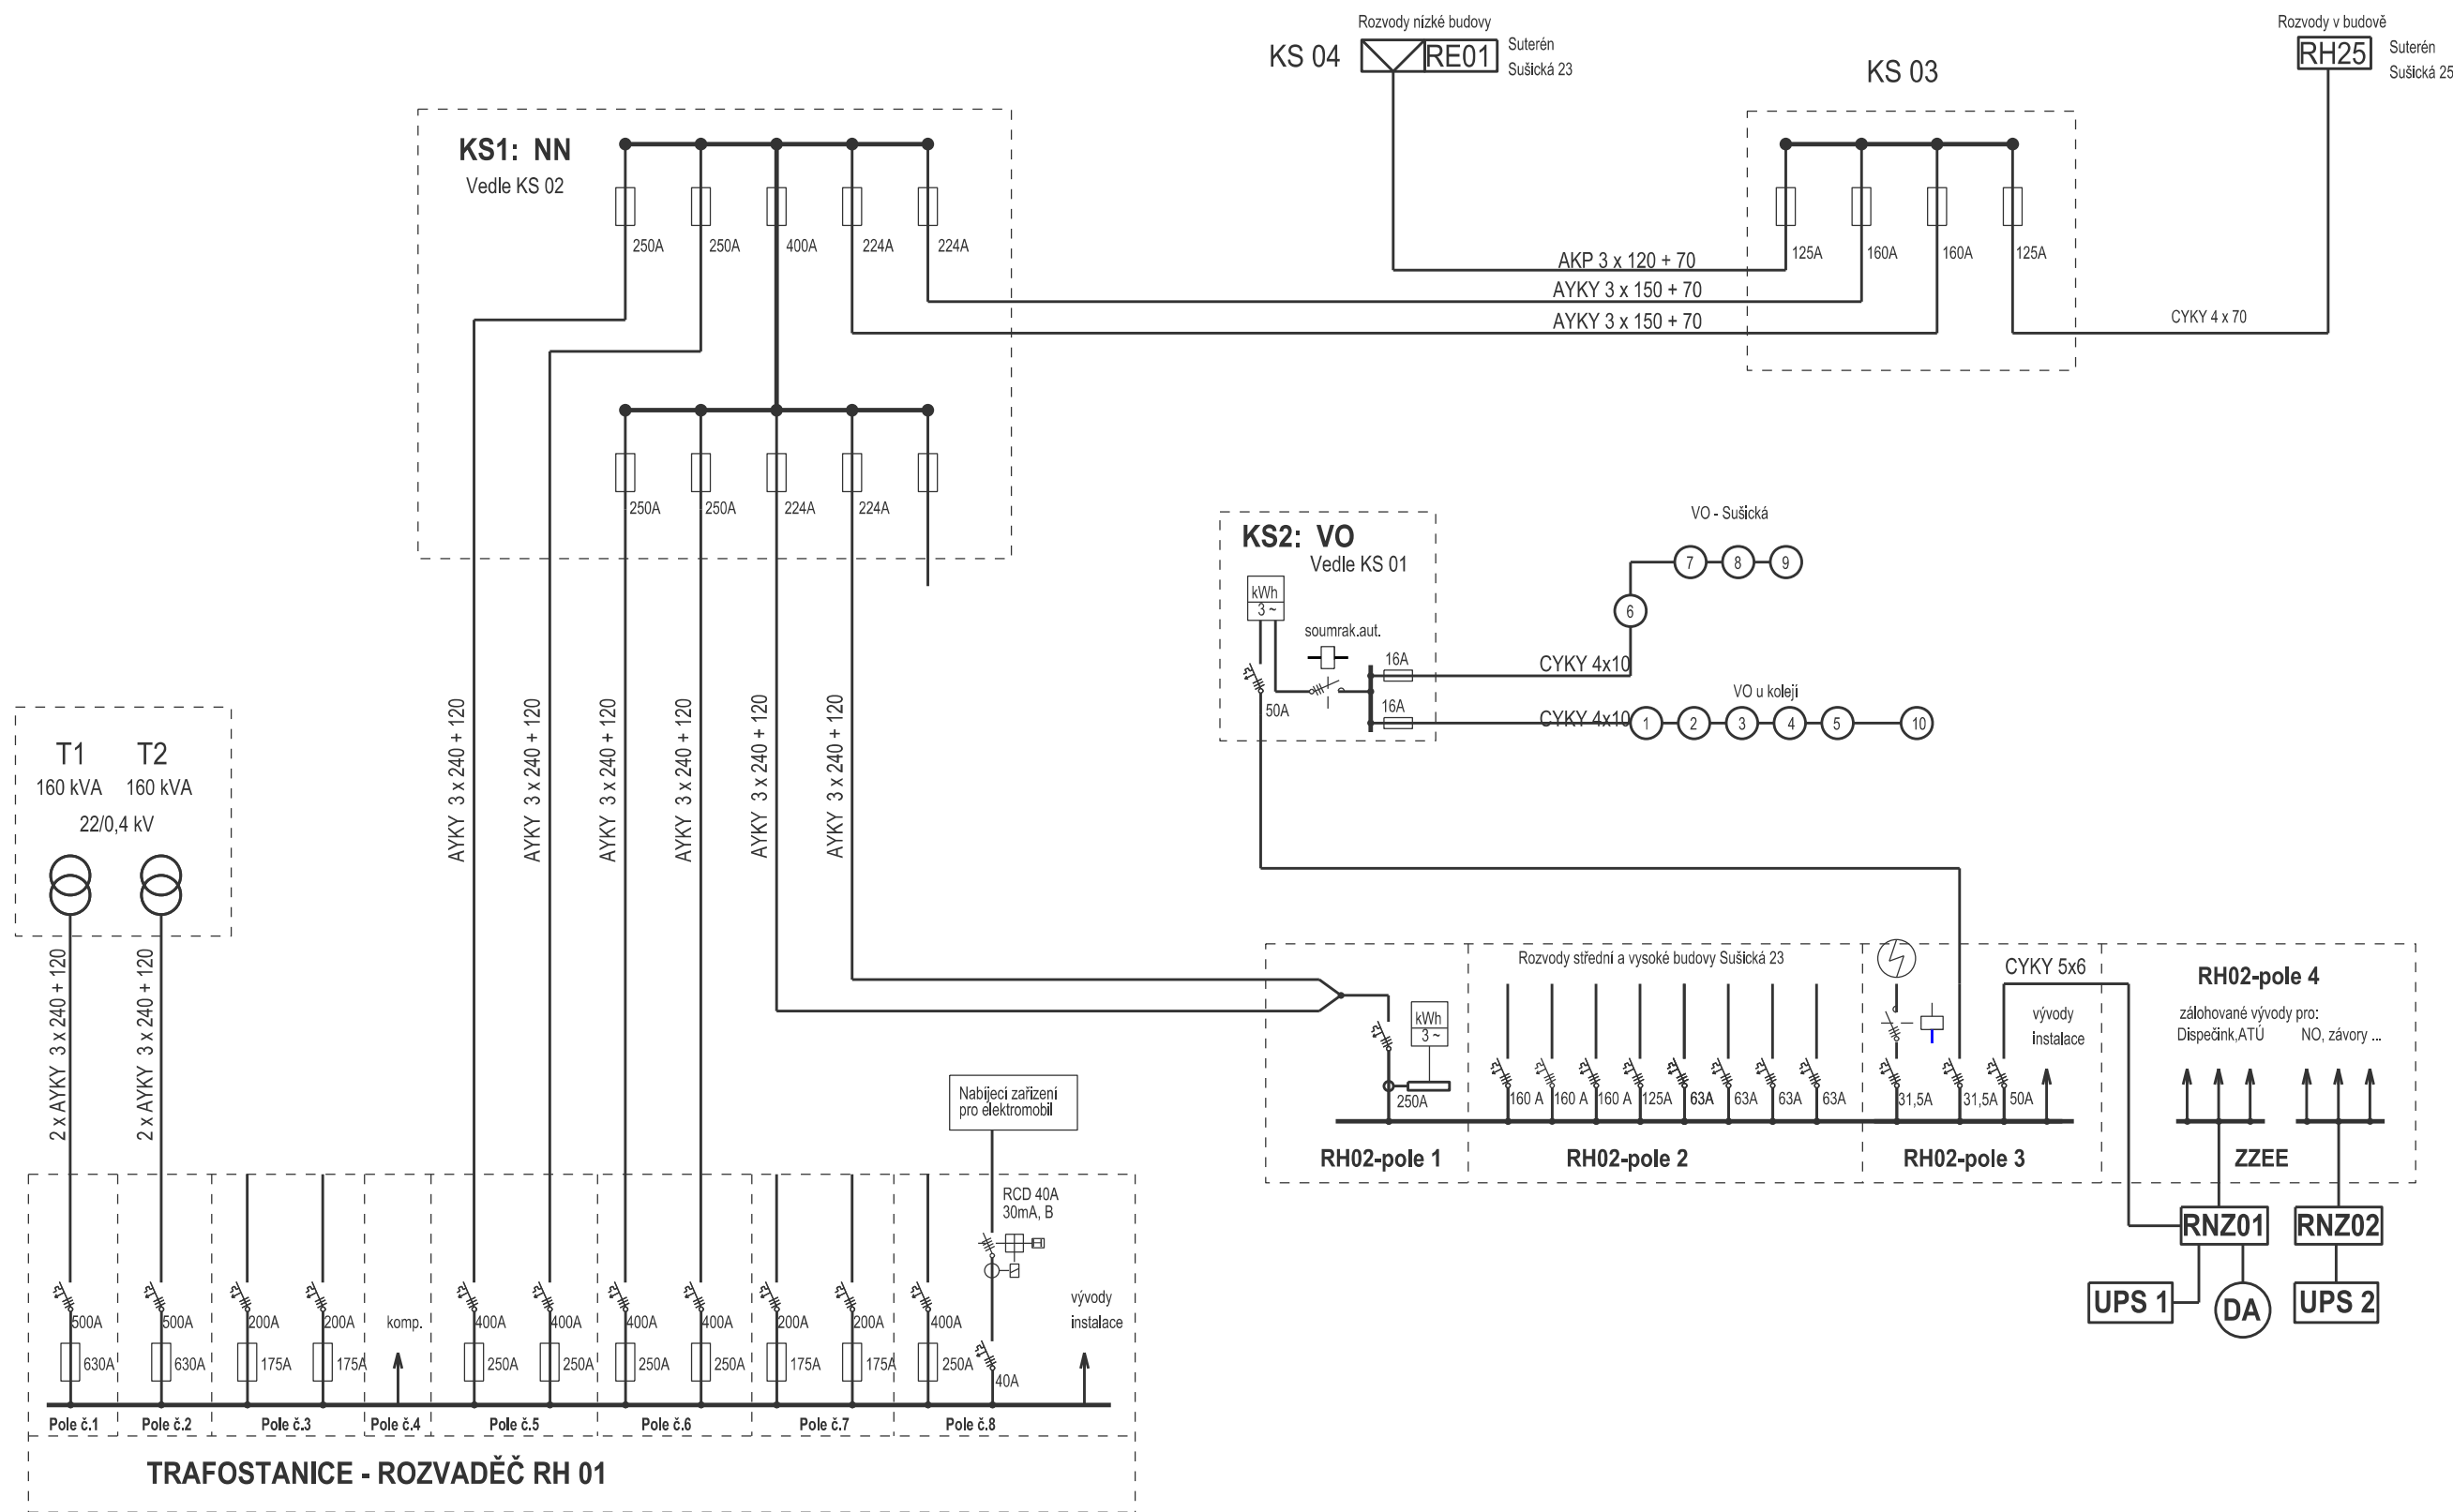 Rozvody nízké budovy
KS 04
RE01
Suterén
Sušická 23
KS 03
Rozvody v budově
RH25
Suterén
Sušická 25
KS1: NN
Vedle KS 02
250A
250A
400A
224A
224A
125A
160A
160A
125A
AKP 3 x 120 + 70
AYKY 3 x 150 + 70
AYKY 3 x 150 + 70
CYKY 4 x 70
250A
250A
224A
224A
KS2: VO
Vedle KS 01
kWh
3 ~
soumrak.aut.
50A
16A
16A
CYKY 4x10
CYKY 4x10
VO - Sušická
7
8
9
6
VO u kolejí
1
2
3
4
5
10
T1
T2
160 kVA
160 kVA
22/0,4 kV
2 x AYKY 3 x 240 + 120
2 x AYKY 3 x 240 + 120
AYKY 3 x 240 + 120
AYKY 3 x 240 + 120
AYKY 3 x 240 + 120
AYKY 3 x 240 + 120
AYKY 3 x 240 + 120
AYKY 3 x 240 + 120
kWh
3 ~
250A
RH02-pole 1
Rozvody střední a vysoké budovy Sušická 23
160 A
160 A
160 A
125A
63A
63A
63A
63A
RH02-pole 2
31,5A
31,5A
50A
CYKY 5x6
vývody
instalace
RH02-pole 3
RH02-pole 4
zálohované vývody pro:
Dispečink,ATÚ
NO, závory ...
ZZEE
RNZ01
RNZ02
UPS 1
DA
UPS 2
Nabíjecí zařízení
pro elektromobil
RCD 40A
30mA, B
500A
500A
200A
200A
komp.
400A
400A
400A
400A
200A
200A
400A
vývody
instalace
630A
630A
175A
175A
250A
250A
250A
250A
175A
175A
250A
40A
Pole č.1
Pole č.2
Pole č.3
Pole č.4
Pole č.5
Pole č.6
Pole č.7
Pole č.8
TRAFOSTANICE - ROZVADĚČ RH 01